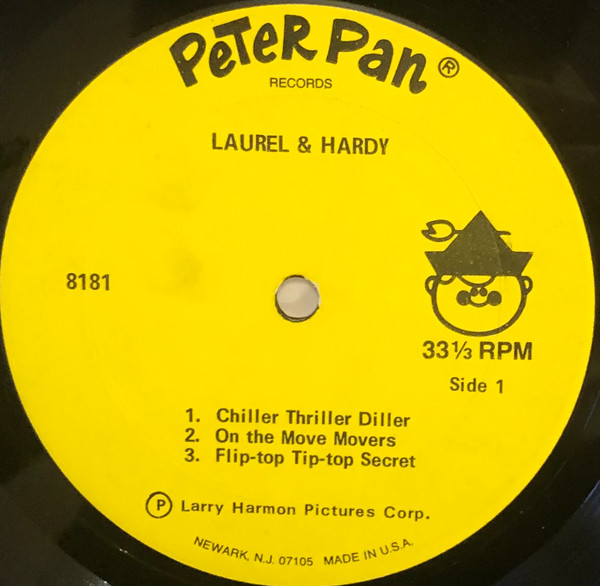 PeTeR Pan ®
RECORDS
LAUREL & HARDY
8181
33⅓ RPM
Side 1
1. Chiller Thriller Diller
2. On the Move Movers
3. Flip-top Tip-top Secret
Ⓟ Larry Harmon Pictures Corp.
NEWARK, N.J. 07105 MADE IN U.S.A.